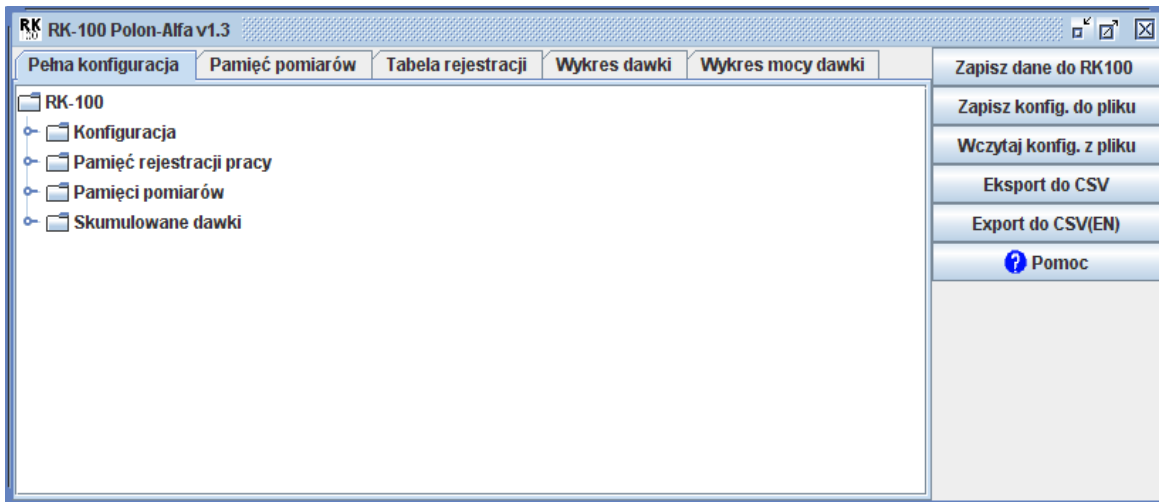 RK-100 Polon-Alfa v1.3
Pełna konfiguracja
Pamięć pomiarów
Tabela rejestracji
Wykres dawki
Wykres mocy dawki
RK-100
Konfiguracja
Pamięć rejestracji pracy
Pamięci pomiarów
Skumulowane dawki
Zapisz dane do RK100
Zapisz konfig. do pliku
Wczytaj konfig. z pliku
Eksport do CSV
Export do CSV(EN)
? Pomoc